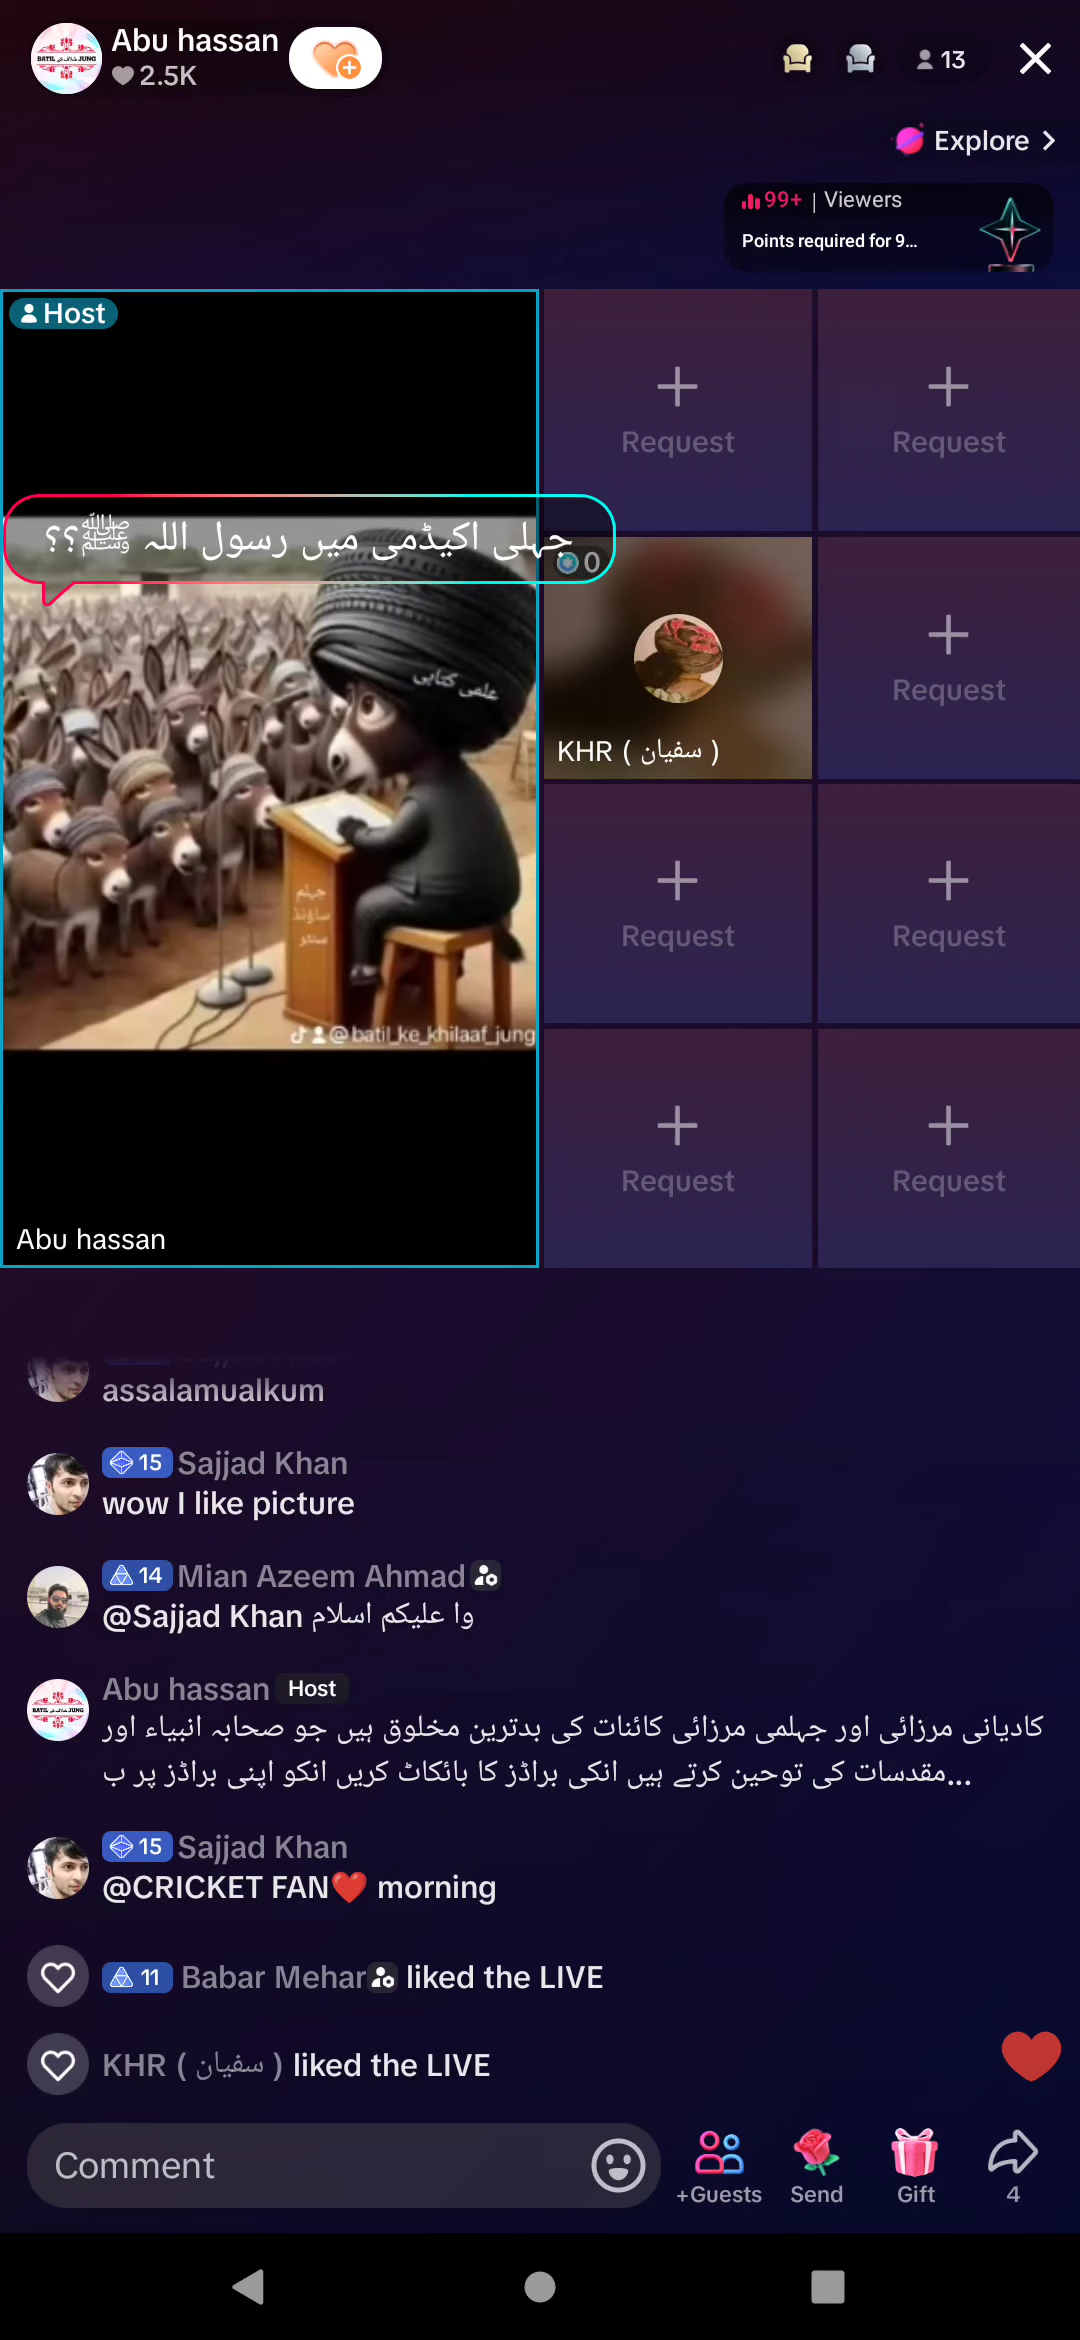 Abu hassan
2.5K
13
Explore
99+ | Viewers
Points required for 9...
Host
جہلی اکیڈمی میں رسول اللہ ﷺ؟؟
علمی کتابی
جہلم
ساؤنڈ
سنٹر
@batil_ke_khilaaf_jung
Abu hassan
Request
Request
0
KHR ( سفیان )
Request
Request
Request
Request
Request
assalamualkum
15 Sajjad Khan
wow I like picture
14 Mian Azeem Ahmad
@Sajjad Khan وا علیکم اسلام
Abu hassan Host
کادیانی مرزائی اور جہلمی مرزائی کائنات کی بدترین مخلوق ہیں جو صحابہ انبیاء اور
مقدسات کی توحین کرتے ہیں انکی براڈز کا بائکاٹ کریں انکو اپنی براڈز پر ب...
15 Sajjad Khan
@CRICKET FAN❤️ morning
11 Babar Mehar liked the LIVE
KHR ( سفیان ) liked the LIVE
Comment
+Guests
Send
Gift
4